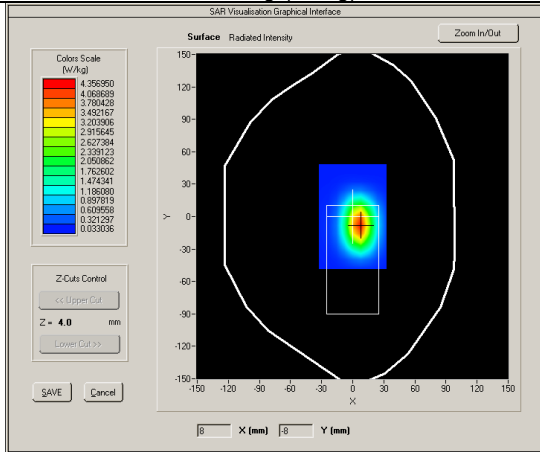 SAR Visualisation Graphical Interface
Surface Radiated Intensity
Zoom In/Out
Colors Scale
(W/kg)
4.356950
4.068689
3.780428
3.492167
3.203906
2.915645
2.627384
2.339123
2.050862
1.762602
1.474341
1.186080
0.897819
0.609558
0.321297
0.033036
Z-Cuts Control
<< Upper Cut
Z = 4.0 mm
Lower Cut >>
SAVE Cancel
150-
120-
90-
60-
30-
0-
-30-
-60-
-90-
-120-
-150-
Y
-150 -120 -90 -60 -30 0 30 60 90 120 150
X
8 X (mm) -8 Y (mm)